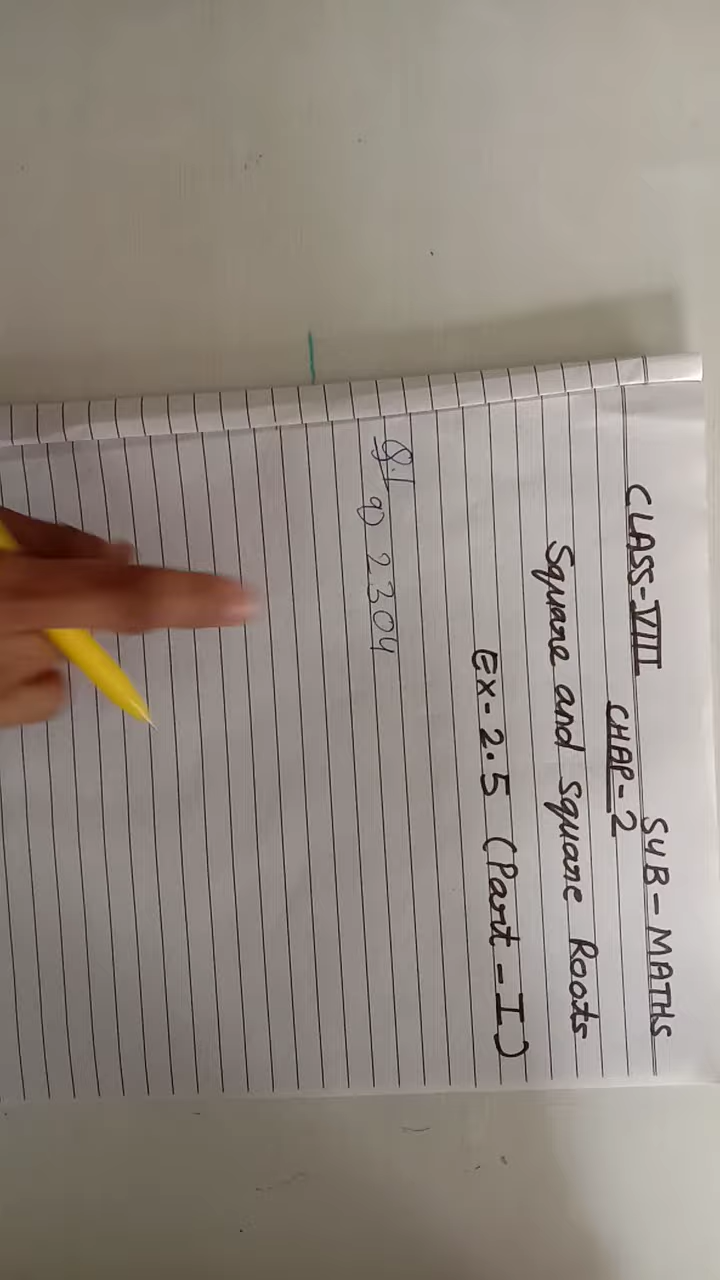 CLASS-VIII SUB-MATHS
CHAP-2
Square and Square Roots
EX-2.5 (Part-I)
Q.1 a) 2304